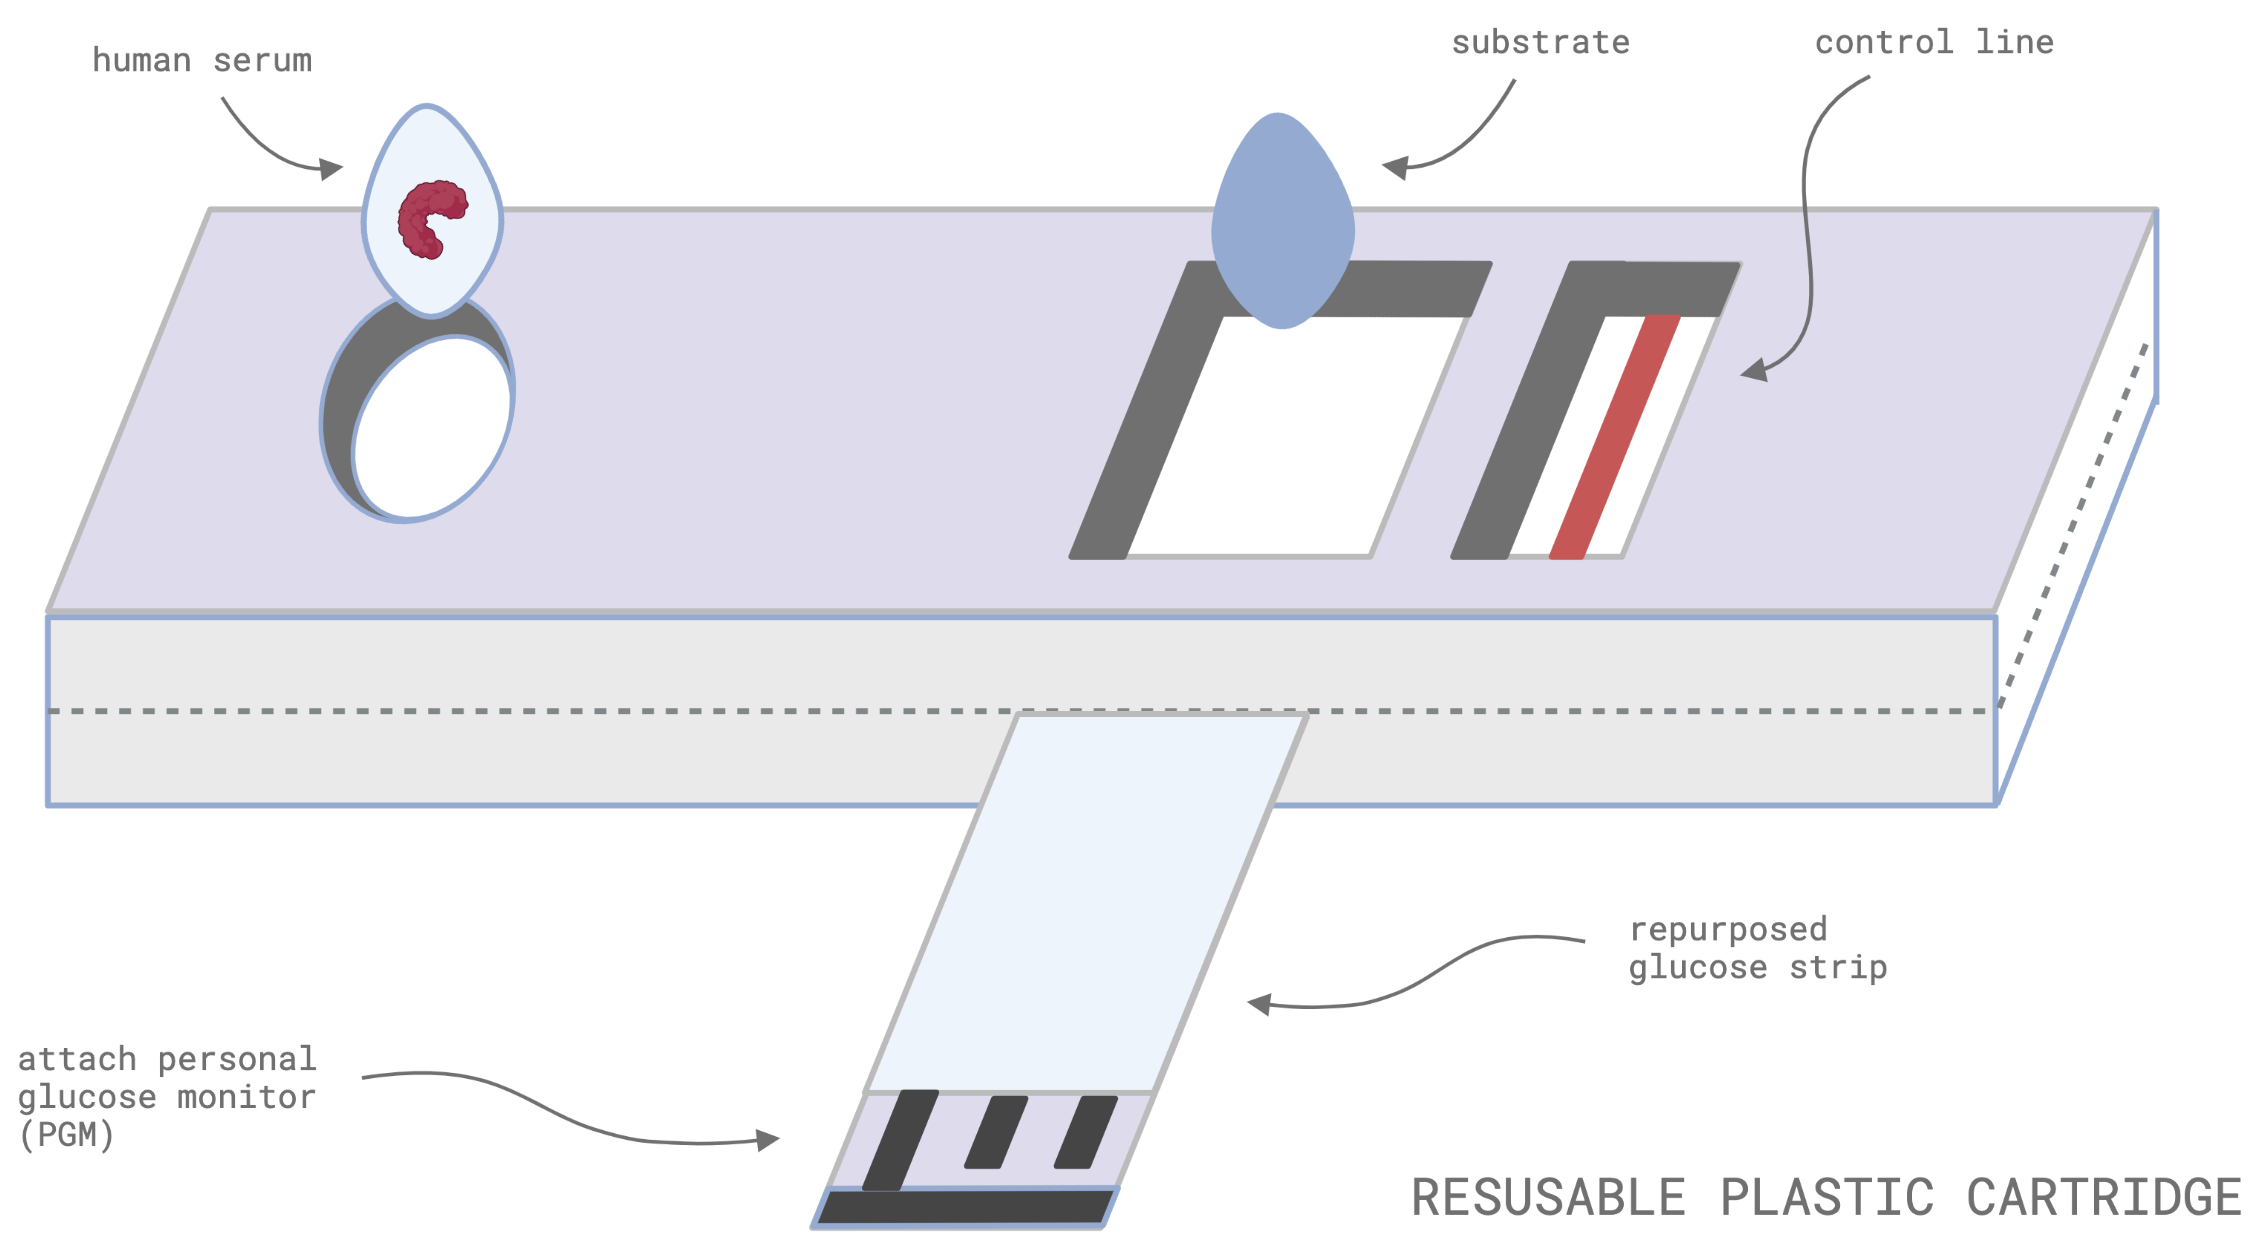 human serum
substrate
control line
repurposed
glucose strip
attach personal
glucose monitor
(PGM)
RESUSABLE PLASTIC CARTRIDGE